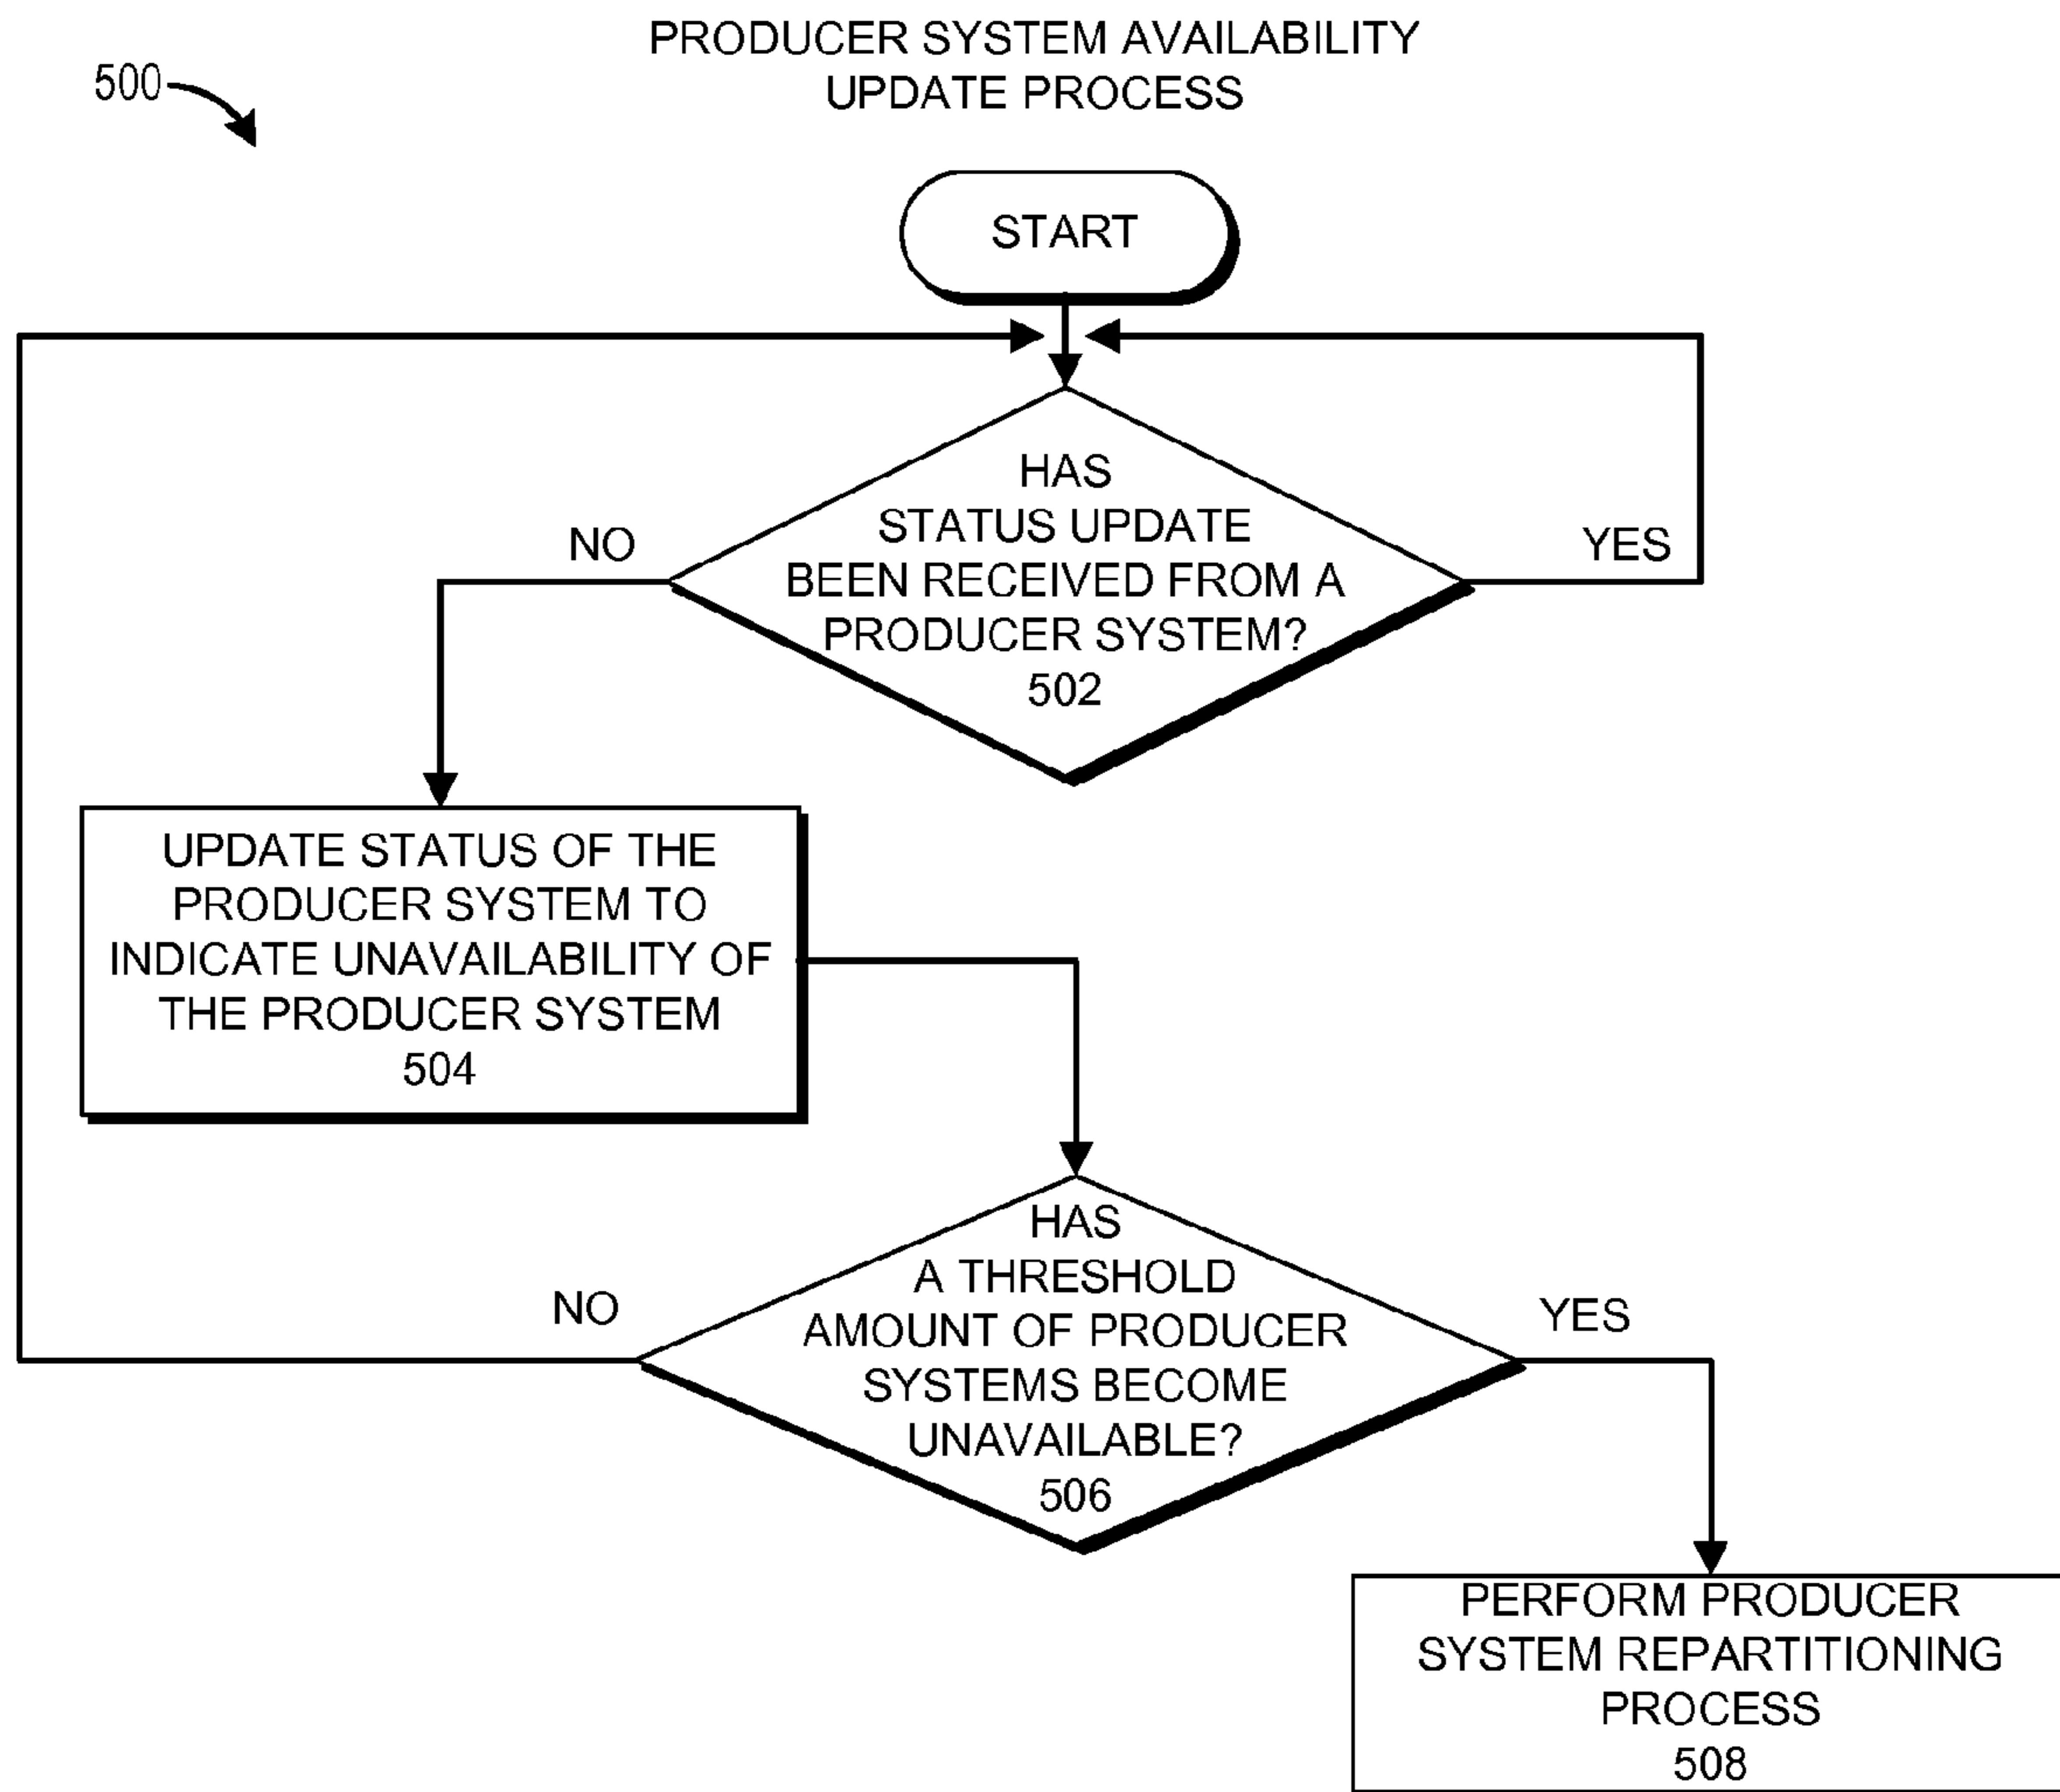 PRODUCER SYSTEM AVAILABILITY
UPDATE PROCESS
500
START
HAS
STATUS UPDATE
BEEN RECEIVED FROM A
PRODUCER SYSTEM?
502
NO
YES
UPDATE STATUS OF THE
PRODUCER SYSTEM TO
INDICATE UNAVAILABILITY OF
THE PRODUCER SYSTEM
504
HAS
A THRESHOLD
AMOUNT OF PRODUCER
SYSTEMS BECOME
UNAVAILABLE?
506
NO
YES
PERFORM PRODUCER
SYSTEM REPARTITIONING
PROCESS
508